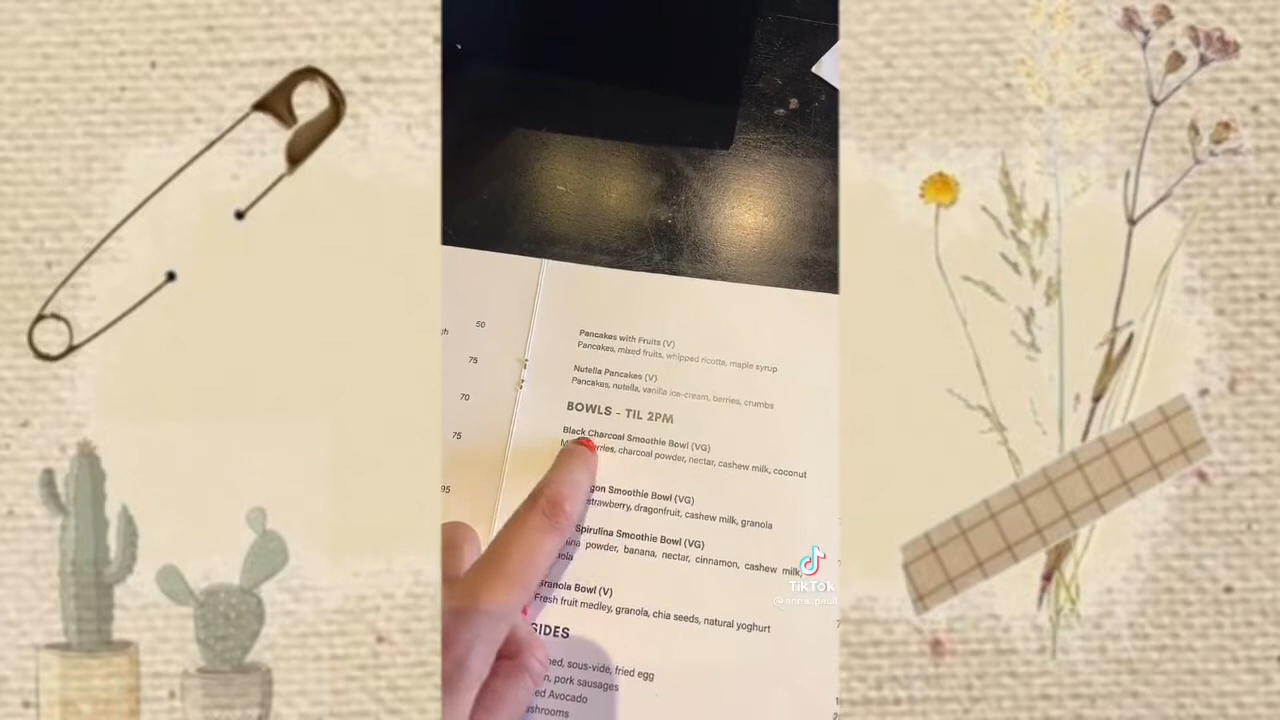 50
75
70
75
95
Pancakes with Fruits (V)
Pancakes, mixed fruits, whipped ricotta, maple syrup
Nutella Pancakes (V)
Pancakes, nutella, vanilla ice-cream, berries, crumbs
BOWLS - TIL 2PM
Black Charcoal Smoothie Bowl (VG)
charcoal powder, nectar, cashew milk, coconut
Smoothie Bowl (VG)
strawberry, dragonfruit, cashew milk, granola
Spirulina Smoothie Bowl (VG)
powder, banana, nectar, cinnamon, cashew milk,
Granola Bowl (V)
Fresh fruit medley, granola, chia seeds, natural yoghurt
SIDES
sous-vide, fried egg
pork sausages
Avocado
TikTok